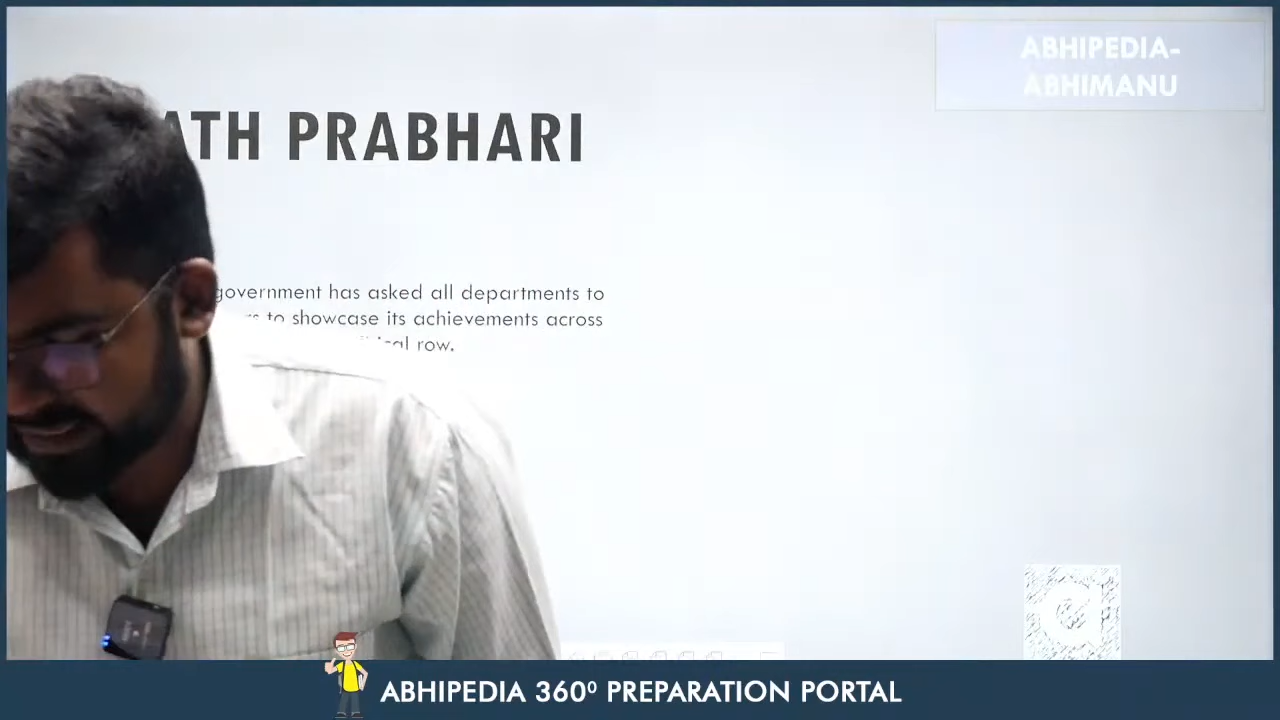 ABHIPEDIA-
ABHIMANU
ATH PRABHARI
government has asked all departments to
to showcase its achievements across
row.
ABHIPEDIA 360⁰ PREPARATION PORTAL